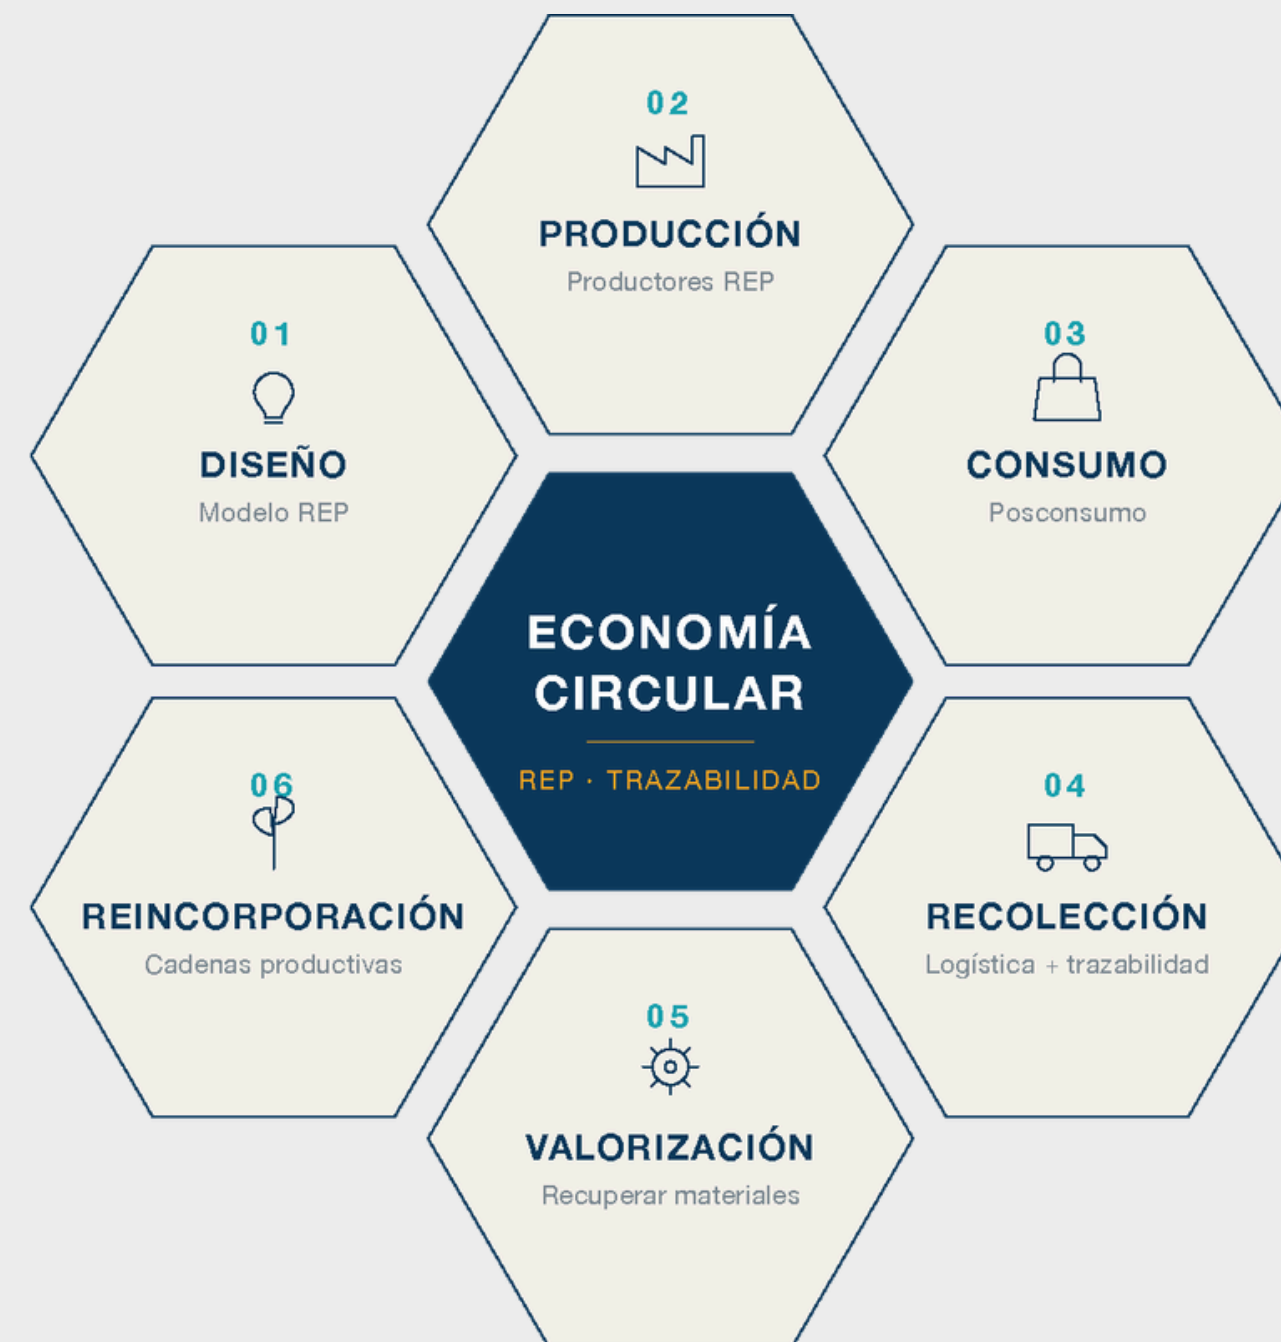 01
DISEÑO
Modelo REP
02
PRODUCCIÓN
Productores REP
03
CONSUMO
Posconsumo
ECONOMÍA
CIRCULAR
REP · TRAZABILIDAD
04
RECOLECCIÓN
Logística + trazabilidad
05
VALORIZACIÓN
Recuperar materiales
06
REINCORPORACIÓN
Cadenas productivas